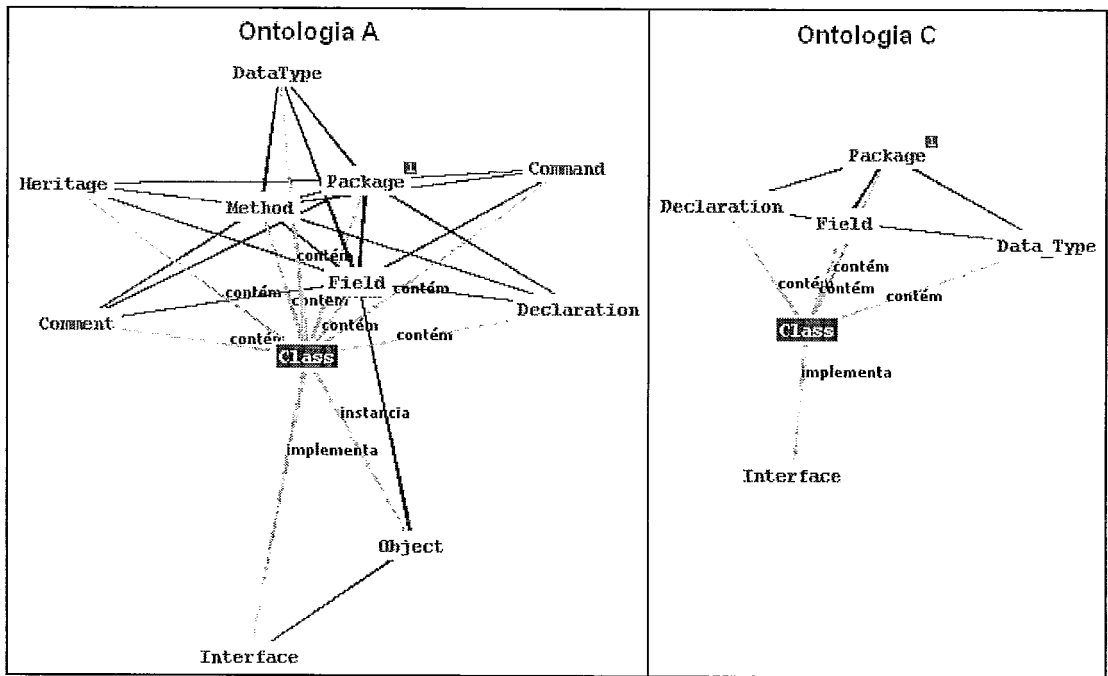 Ontologia A
DataType
Heritage
Package
Command
Method
contém
Field
contém
contém
contém
Comment
Declaration
contém
contém
contém
CLass
instancia
implementa
Object
Interface
Ontologia C
Package
Declaration
Field
Data_Type
contém
contém
contém
contém
CLass
implementa
Interface